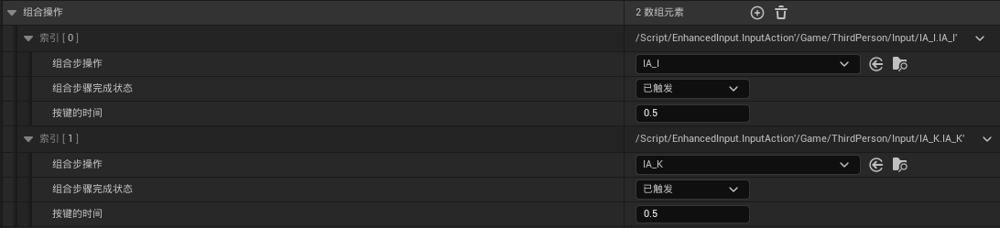 组合操作 2 数组元素
索引 [ 0 ] /Script/EnhancedInput.InputAction'/Game/ThirdPerson/Input/IA_I.IA_I'
组合步操作 IA_I
组合步骤完成状态 已触发
按键的时间 0.5
索引 [ 1 ] /Script/EnhancedInput.InputAction'/Game/ThirdPerson/Input/IA_K.IA_K'
组合步操作 IA_K
组合步骤完成状态 已触发
按键的时间 0.5